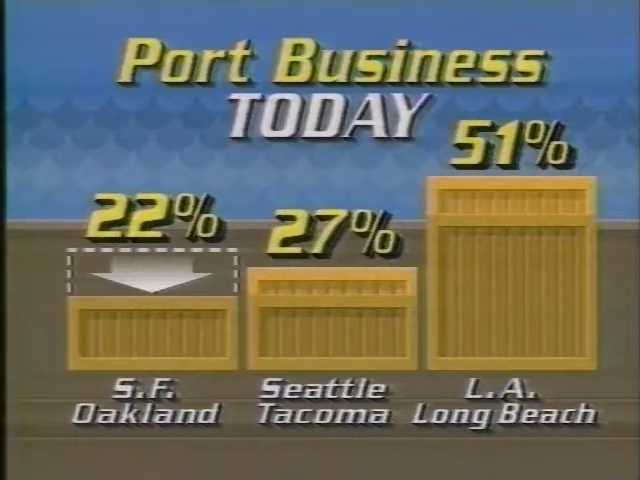 Port Business
TODAY
22%
27%
51%
S.F.
Oakland
Seattle
Tacoma
L.A.
Long Beach